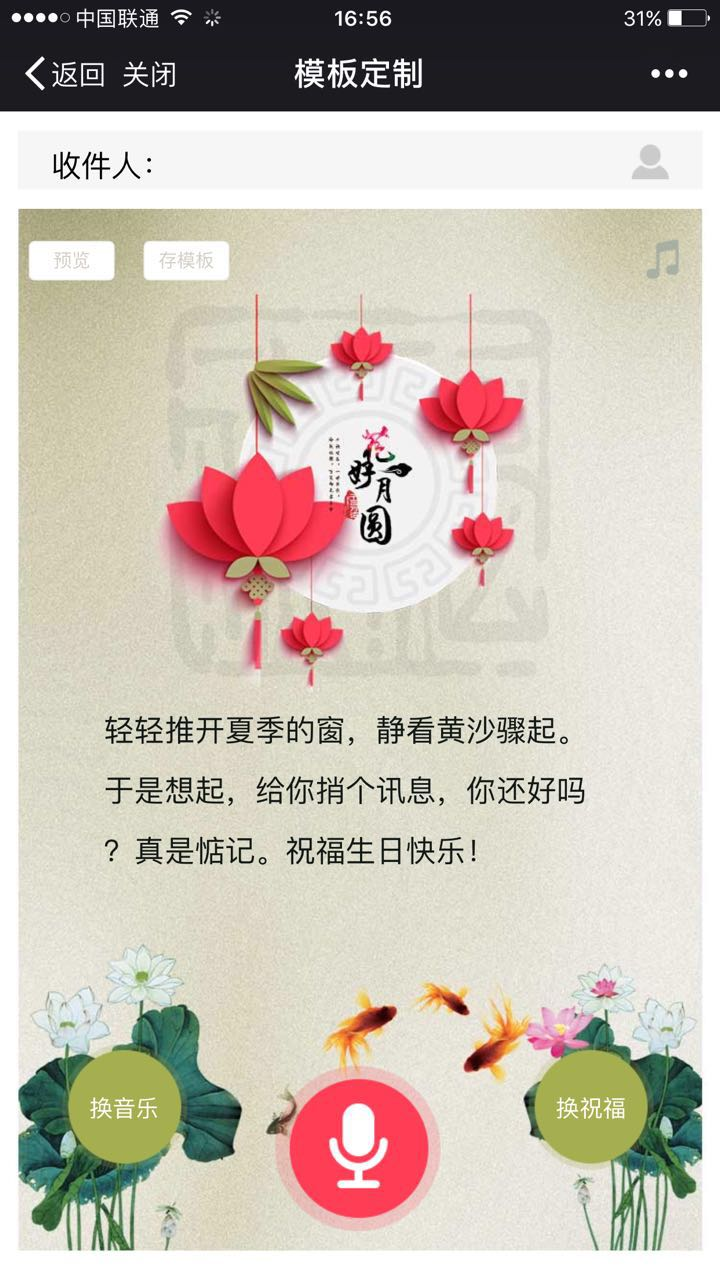 中国联通
16:56
31%
返回 关闭
模板定制
收件人：
预览
存模板
花好月圆
轻轻推开夏季的窗，静看黄沙骤起。
于是想起，给你捎个讯息，你还好吗
？真是惦记。祝福生日快乐！
换音乐
换祝福